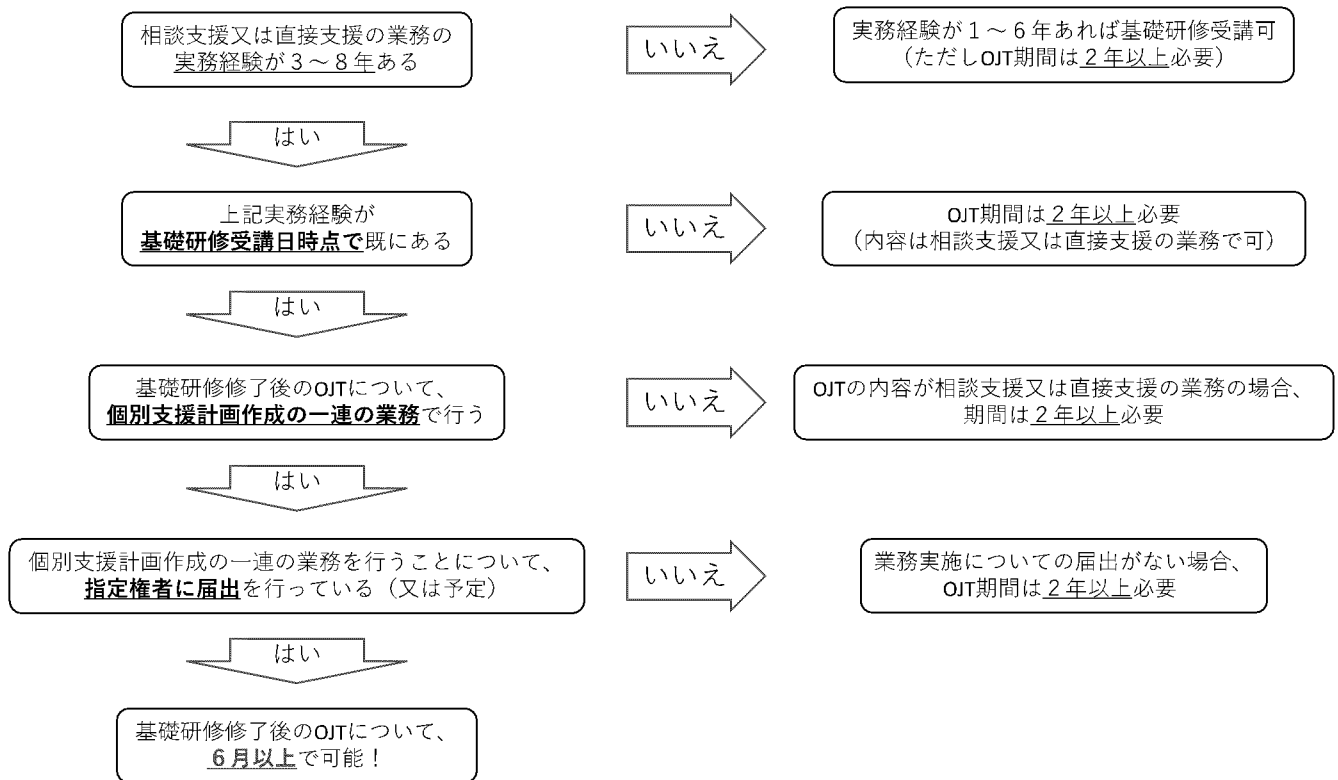 相談支援又は直接支援の業務の
実務経験が３～８年ある
いいえ
実務経験が１～６年あれば基礎研修受講可
（ただしOJT期間は２年以上必要）
はい
上記実務経験が
基礎研修受講日時点で既にある
いいえ
OJT期間は２年以上必要
（内容は相談支援又は直接支援の業務で可）
はい
基礎研修修了後のOJTについて、
個別支援計画作成の一連の業務で行う
いいえ
OJTの内容が相談支援又は直接支援の業務の場合、
期間は２年以上必要
はい
個別支援計画作成の一連の業務を行うことについて、
指定権者に届出を行っている（又は予定）
いいえ
業務実施についての届出がない場合、
OJT期間は２年以上必要
はい
基礎研修修了後のOJTについて、
６月以上で可能！